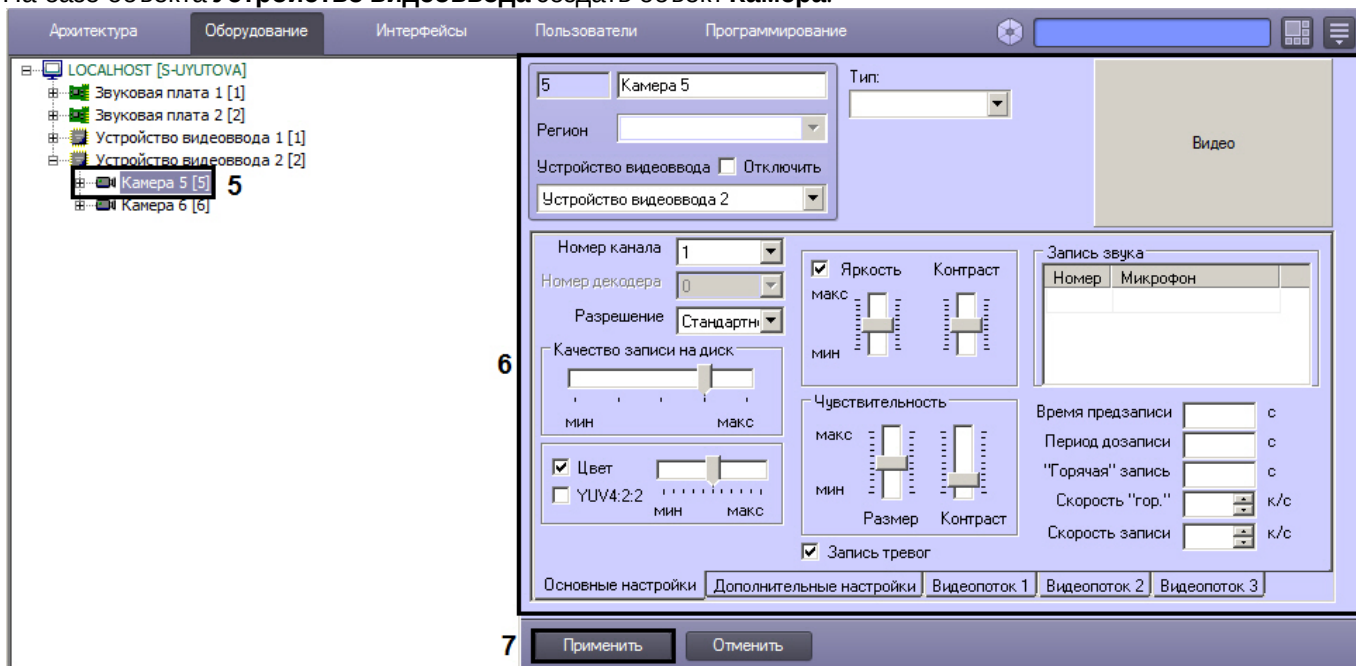 На базе объекта Устройство видеоввода создать объект Камера.
Архитектура Оборудование Интерфейсы Пользователи Программирование
LOCALHOST [S-UYUTOVA]
Звуковая плата 1 [1]
Звуковая плата 2 [2]
Устройство видеоввода 1 [1]
Устройство видеоввода 2 [2]
Камера 5 [5]
5
Камера 6 [6]
5 Камера 5
Тип:
Регион
Устройство видеоввода Отключить
Устройство видеоввода 2
Видео
6
Номер канала 1
Номер декодера 0
Разрешение Стандартн
Качество записи на диск
мин макс
Цвет
YUV4:2:2
мин макс
Яркость Контраст
макс
мин
Чувствительность
макс
мин
Размер Контраст
Запись тревог
Запись звука
Номер Микрофон
Время предзаписи с
Период дозаписи с
"Горячая" запись с
Скорость "гор." к/с
Скорость записи к/с
Основные настройки Дополнительные настройки Видеопоток 1 Видеопоток 2 Видеопоток 3
7
Применить Отменить